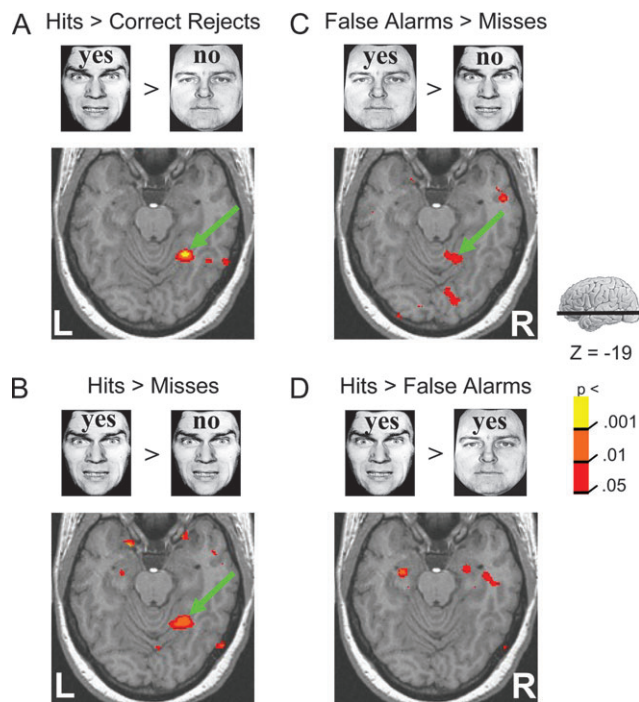 A Hits > Correct Rejects
yes > no
L
B Hits > Misses
yes > no
L
C False Alarms > Misses
yes > no
R
D Hits > False Alarms
yes > yes
R
Z = -19
p <
.001
.01
.05